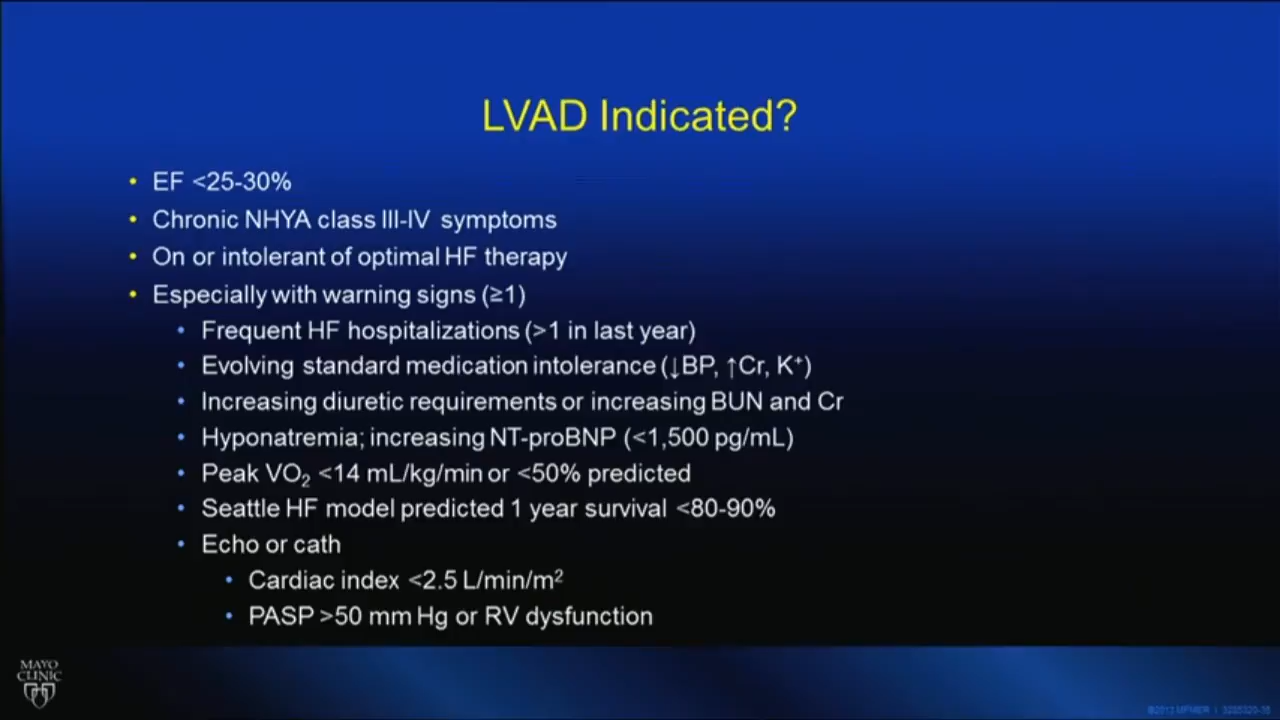 LVAD Indicated?
• EF <25-30%
• Chronic NHYA class III-IV symptoms
• On or intolerant of optimal HF therapy
• Especially with warning signs (≥1)
• Frequent HF hospitalizations (>1 in last year)
• Evolving standard medication intolerance (↓BP, ↑Cr, K⁺)
• Increasing diuretic requirements or increasing BUN and Cr
• Hyponatremia; increasing NT-proBNP (<1,500 pg/mL)
• Peak VO₂ <14 mL/kg/min or <50% predicted
• Seattle HF model predicted 1 year survival <80-90%
• Echo or cath
• Cardiac index <2.5 L/min/m²
• PASP >50 mm Hg or RV dysfunction
MAYO
CLINIC
©2013 MFMER |